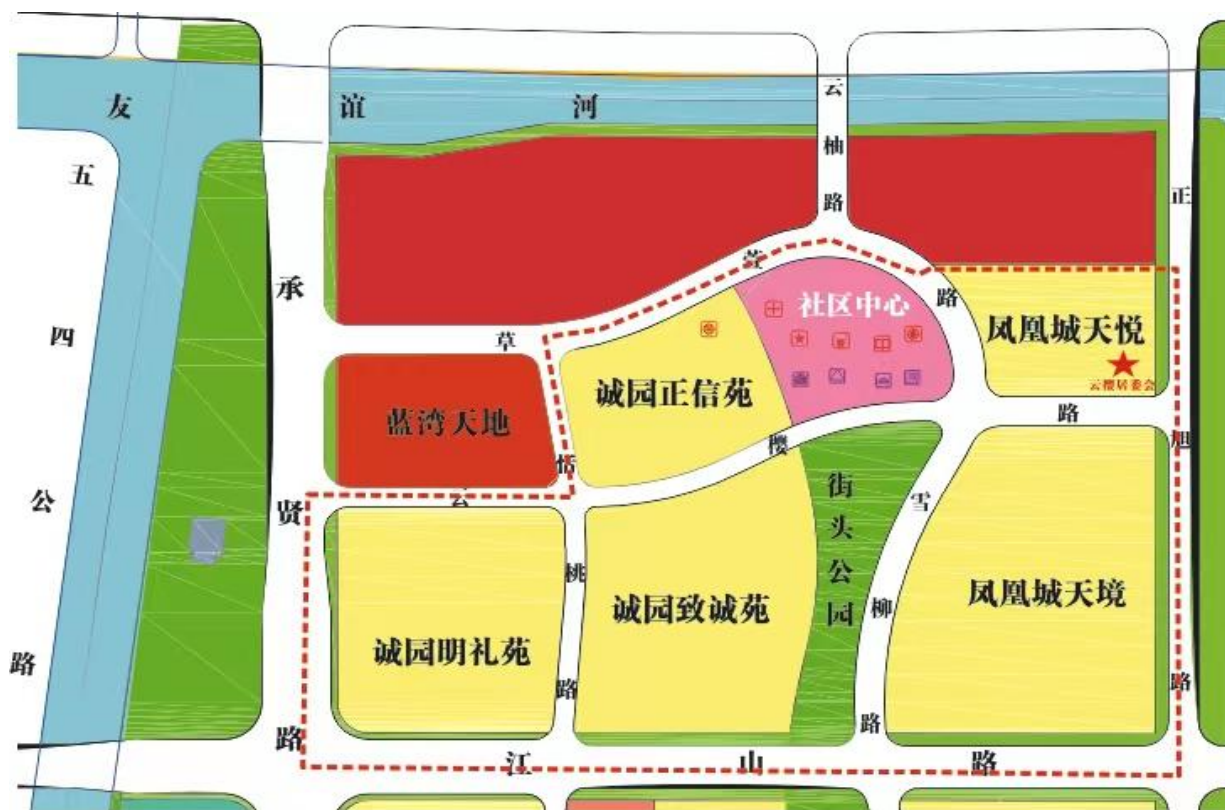 友谊河
云柚路
五四公路
承贤路
正旭路
萱草路
社区中心
凤凰城天悦
云樱居委会
诚园正信苑
蓝湾天地
云樱路
恬桃路
街头公园
雪柳路
凤凰城天境
诚园致诚苑
诚园明礼苑
江山路